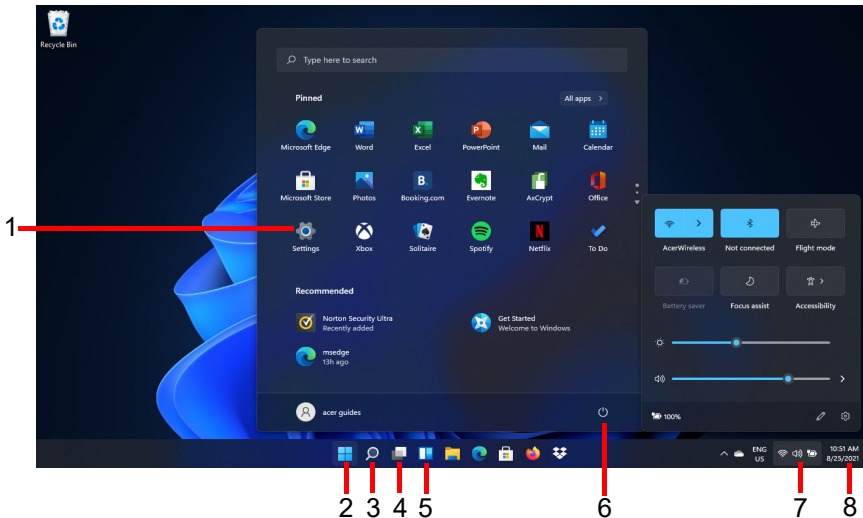 Recycle Bin
Type here to search
Pinned
All apps >
Microsoft Edge Word Excel PowerPoint Mail Calendar
Microsoft Store Photos Booking.com Evernote AxCrypt Office
1
Settings Xbox Solitaire Spotify Netflix To Do
Recommended
Norton Security Ultra
Recently added
Get Started
Welcome to Windows
msedge
13h ago
acer guides
AcerWireless Not connected Flight mode
Battery saver Focus assist Accessibility
100%
ENG
US
10:51 AM
8/25/2021
2 3 4 5 6 7 8